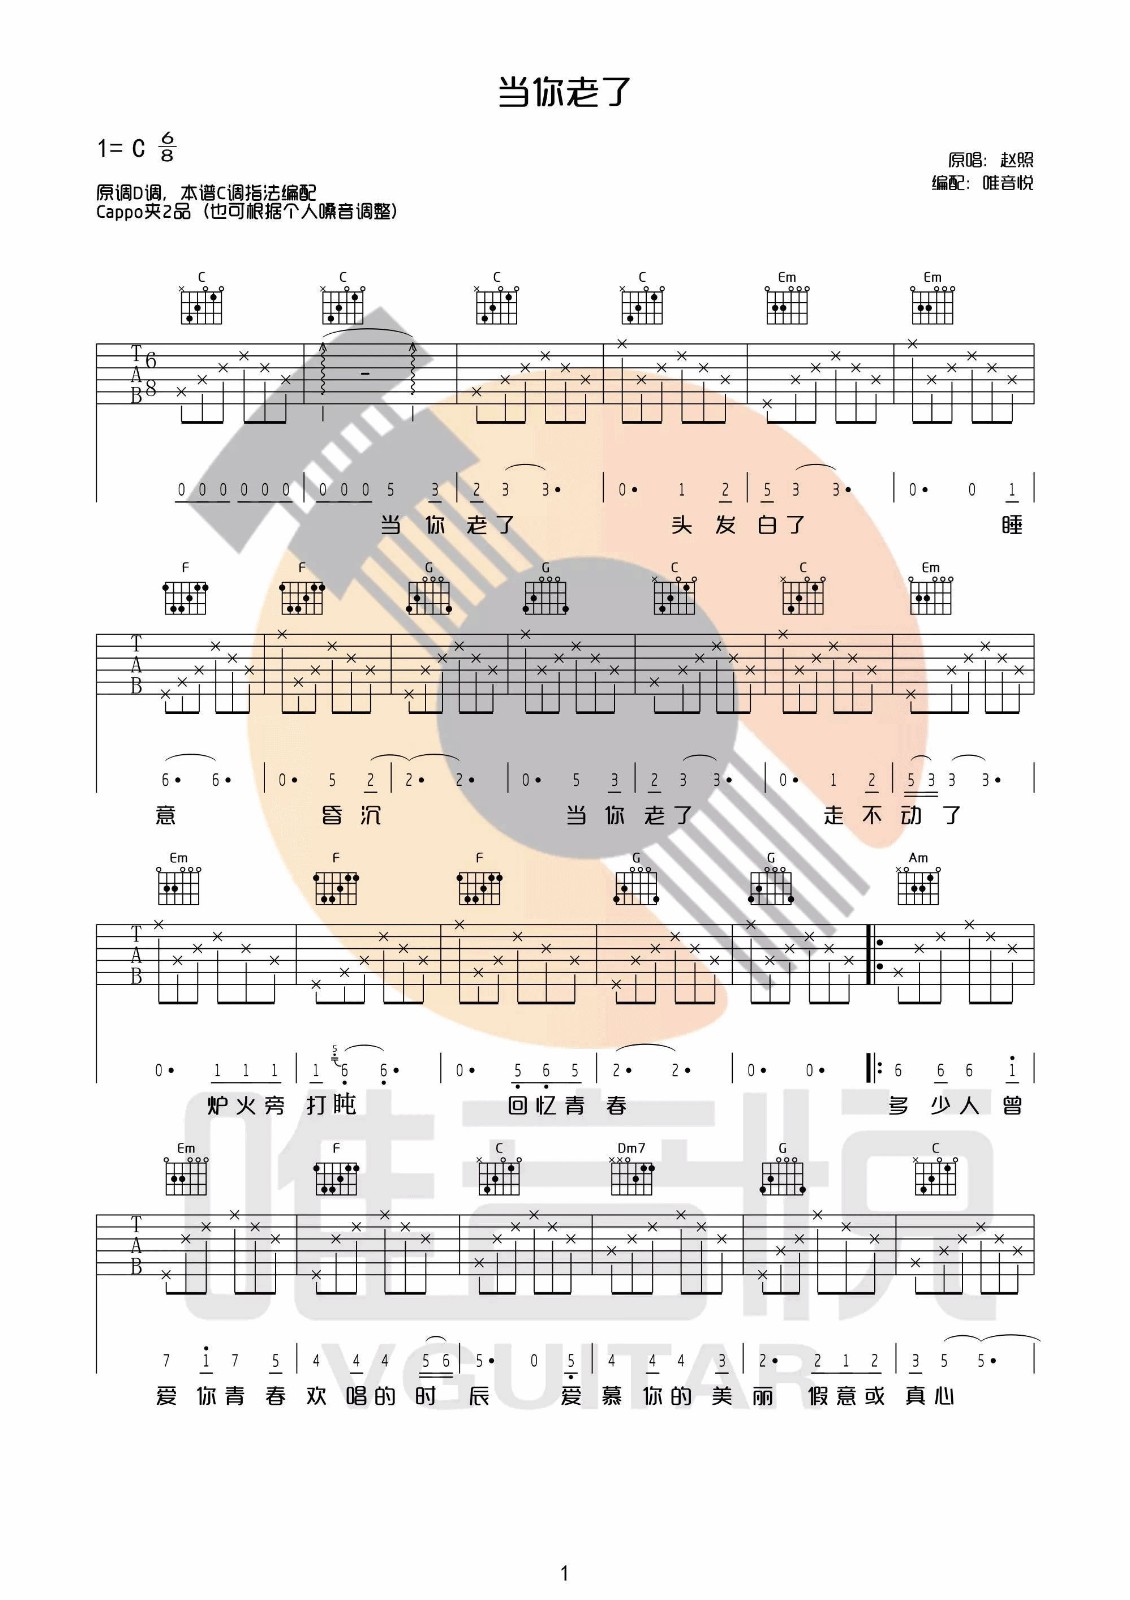 当你老了
1= C 6/8
原唱：赵照
编配：唯音悦
原调D调，本谱C调指法编配
Cappo夹2品（也可根据个人嗓音调整）
C C C C Em Em
T A B 6 8
0 0 0 0 0 0 0 0 0 5 3 2 3 3• 0• 1 2 5 3 3• 0• 0 1
当 你 老 了 头 发 白 了 睡
F F G G C C Em
T A B
6• 6• 0• 5 2 2• 2• 0• 5 3 2 3 3• 0• 1 2 5 3 3 3•
意 昏 沉 当 你 老 了 走 不 动 了
Em F F G G Am
T A B
0• 1 1 1 1 5 6 6• 0• 5 6 5 2• 2• 0• 0• 6 6 6 1
炉 火 旁 打 盹 回 忆 青 春 多 少 人 曾
Em F C Dm7 G C
T A B
7 1 7 5 4 4 4 5 6 5• 0 5 4 4 4 3 2• 2 1 2 3 5 5•
爱 你 青 春 欢 唱 的 时 辰 爱 慕 你 的 美 丽 假 意 或 真 心
唯音悦
VGUITAR
1